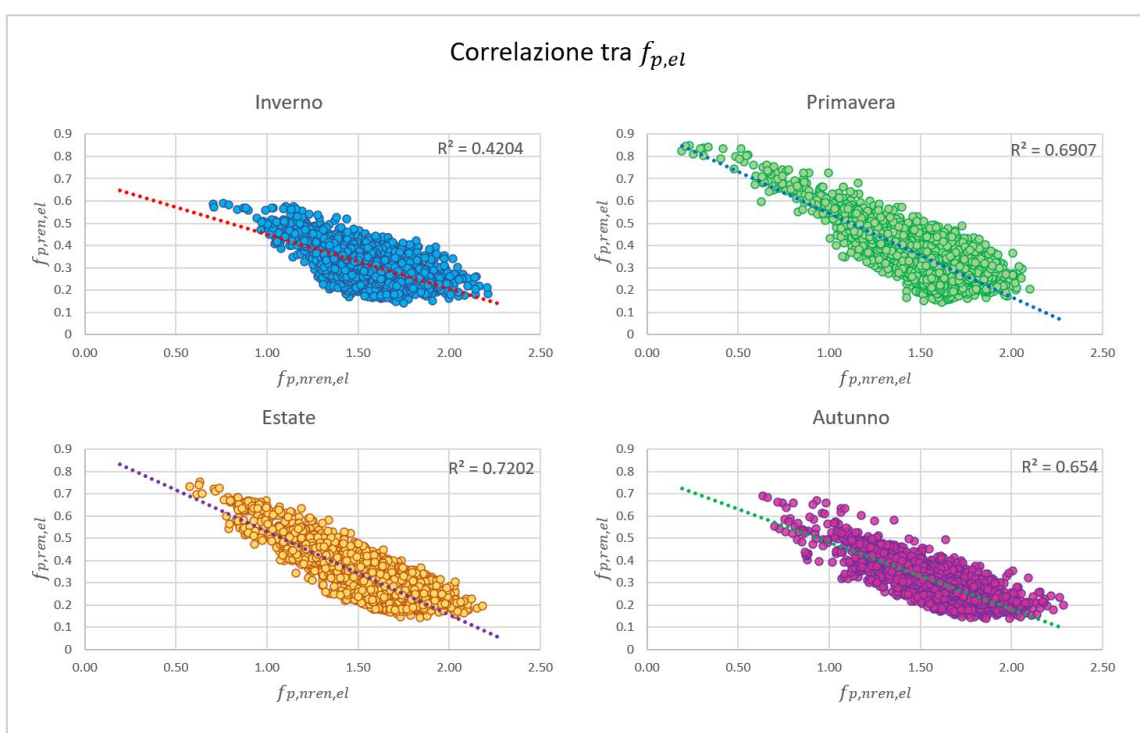 Correlazione tra f_{p,el}
Inverno
R² = 0.4204
f_{p,ren,el}
0.9
0.8
0.7
0.6
0.5
0.4
0.3
0.2
0.1
0
0.00 0.50 1.00 1.50 2.00 2.50
f_{p,nren,el}
Primavera
R² = 0.6907
f_{p,ren,el}
0.9
0.8
0.7
0.6
0.5
0.4
0.3
0.2
0.1
0
0.00 0.50 1.00 1.50 2.00 2.50
f_{p,nren,el}
Estate
R² = 0.7202
f_{p,ren,el}
0.9
0.8
0.7
0.6
0.5
0.4
0.3
0.2
0.1
0
0.00 0.50 1.00 1.50 2.00 2.50
f_{p,nren,el}
Autunno
R² = 0.654
f_{p,ren,el}
0.9
0.8
0.7
0.6
0.5
0.4
0.3
0.2
0.1
0
0.00 0.50 1.00 1.50 2.00 2.50
f_{p,nren,el}